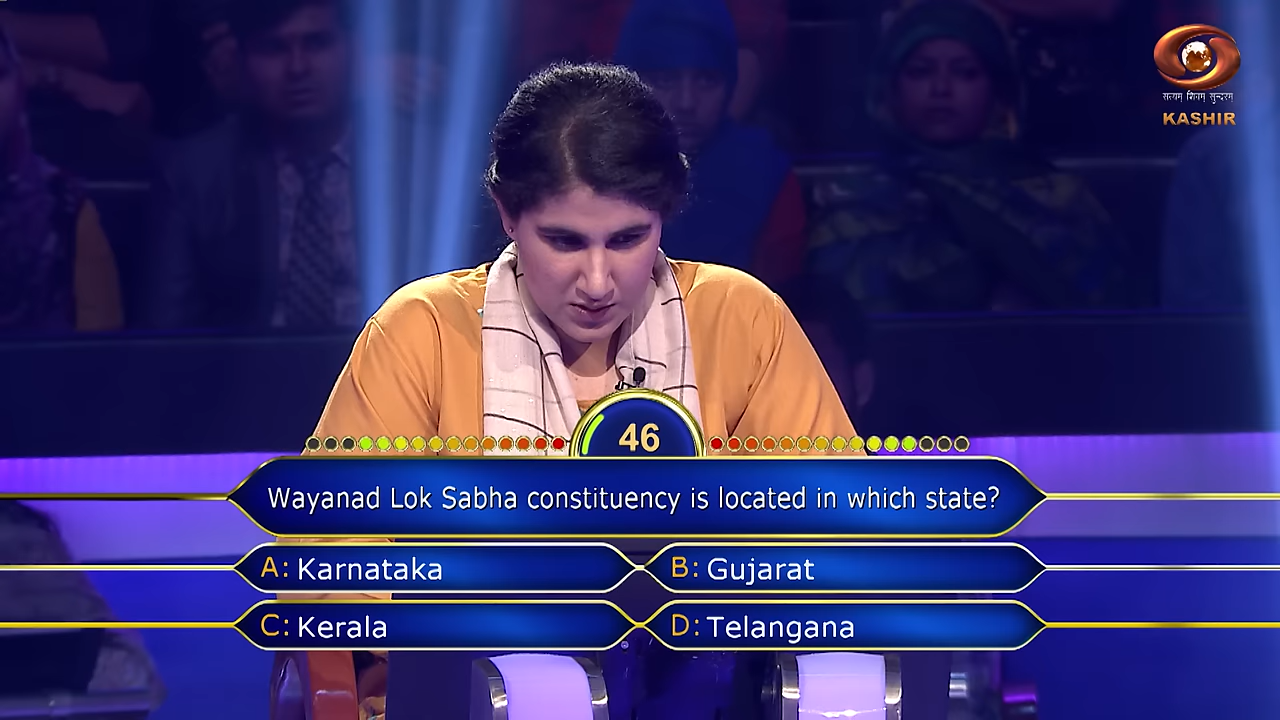 सत्यम् शिवम् सुन्दरम्
KASHIR
46
Wayanad Lok Sabha constituency is located in which state?
A: Karnataka
B: Gujarat
C: Kerala
D: Telangana